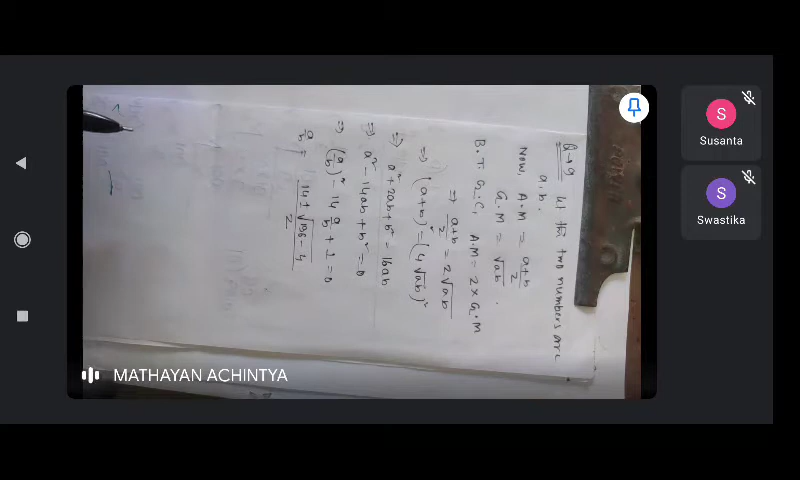 Q→9 let the two numbers are
a, b.
Now, A.M = a+b/2
G.M = √ab .
B.T. Q.C, A.M = 2 × G.M
⇒ a+b/2 = 2√ab
⇒ (a+b)² = (4√ab)²
⇒ a² + 2ab + b² = 16ab
⇒ a² - 14ab + b² = 0
⇒ (a/b)² - 14 a/b + 1 = 0
a/b = 14 ± √196 - 4 / 2
MATHAYAN ACHINTYA
S
Susanta
S
Swastika